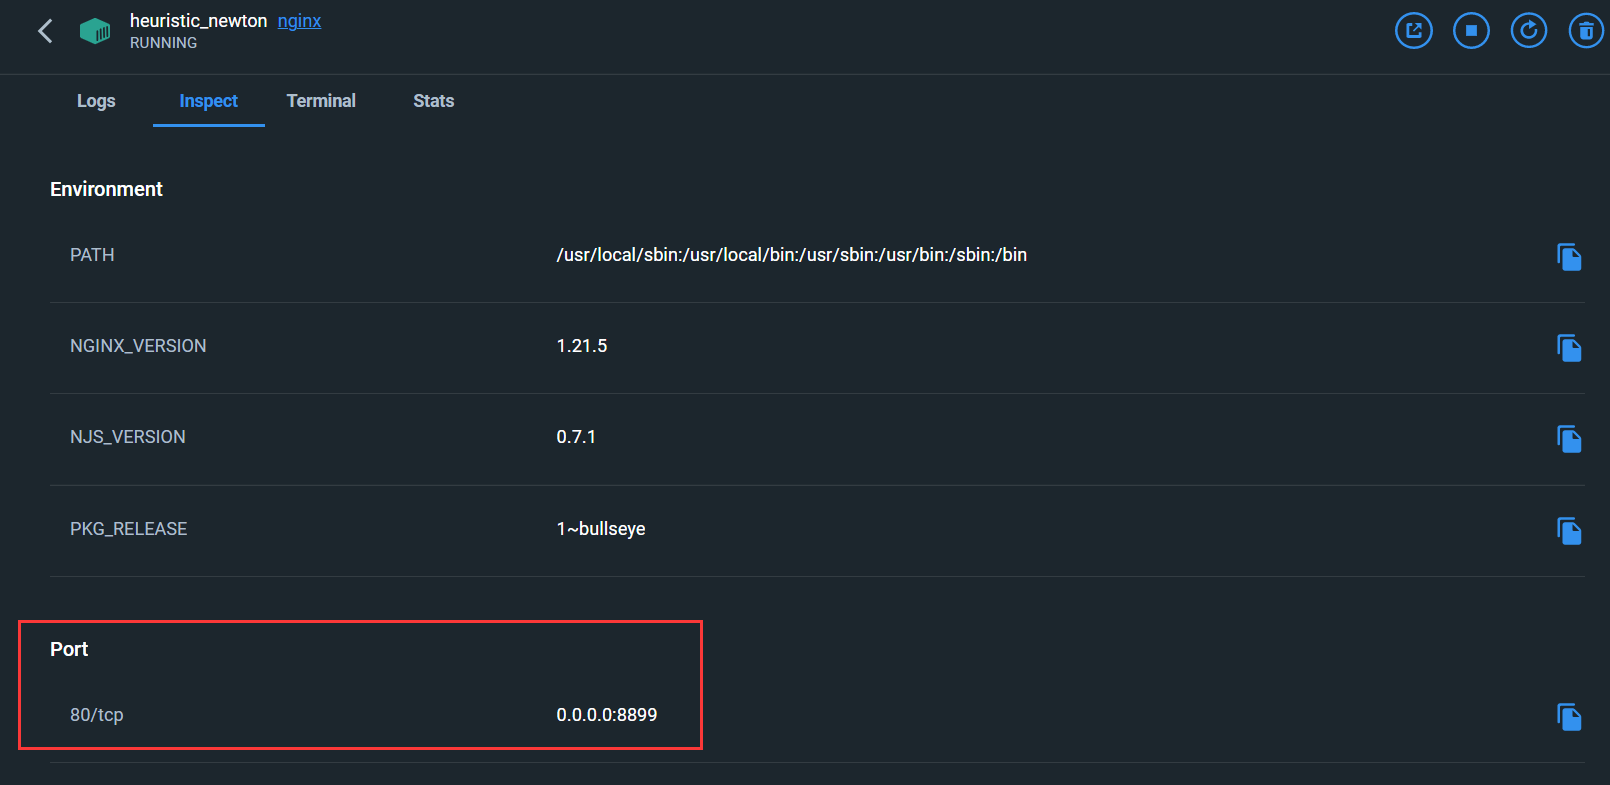 heuristic_newton nginx
RUNNING
Logs Inspect Terminal Stats
Environment
PATH /usr/local/sbin:/usr/local/bin:/usr/sbin:/usr/bin:/sbin:/bin
NGINX_VERSION 1.21.5
NJS_VERSION 0.7.1
PKG_RELEASE 1~bullseye
Port
80/tcp 0.0.0.0:8899